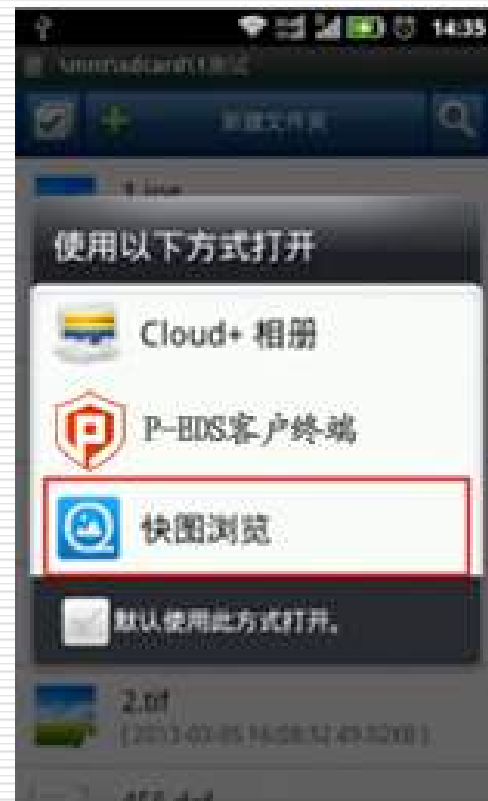 14:35
新建文件夹
使用以下方式打开
Cloud+ 相册
P-EDS客户终端
快图浏览
默认使用此方式打开。
2.tif